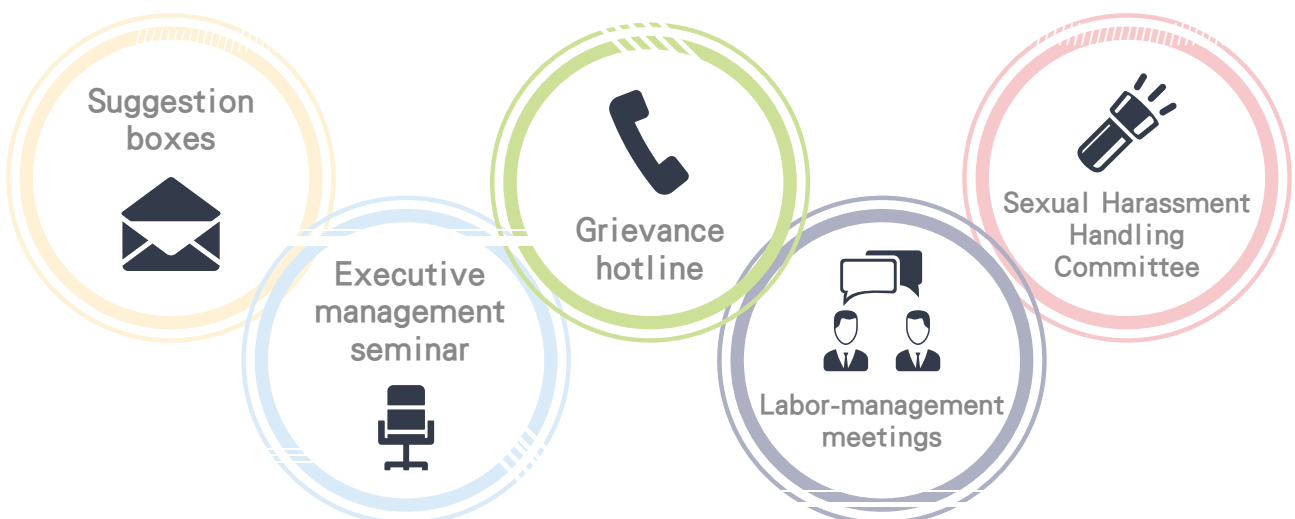 Suggestion
boxes
Executive
management
seminar
Grievance
hotline
Labor-management
meetings
Sexual Harassment
Handling
Committee